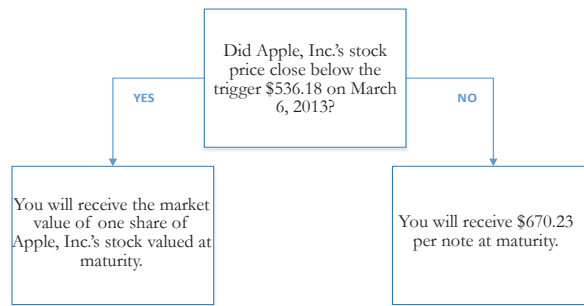 Did Apple, Inc.'s stock
price close below the
trigger $536.18 on March
6, 2013?
YES
NO
You will receive the market
value of one share of
Apple, Inc.'s stock valued at
maturity.
You will receive $670.23
per note at maturity.